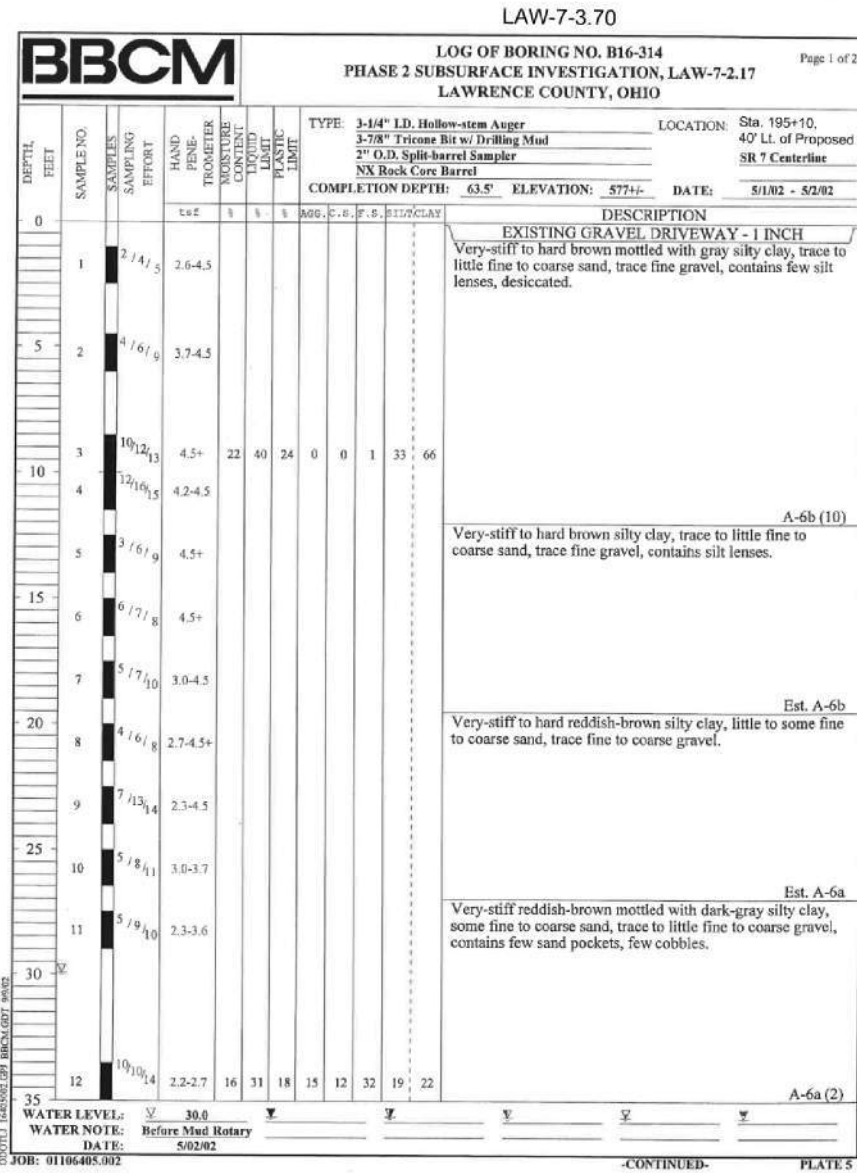 LAW-7-3.70
BBCM
LOG OF BORING NO. B16-314
PHASE 2 SUBSURFACE INVESTIGATION, LAW-7-2.17
LAWRENCE COUNTY, OHIO
Page 1 of 2
DEPTH, FEET
SAMPLE NO.
SAMPLES
SAMPLING EFFORT
HAND PENE-TROMETER
MOISTURE CONTENT
LIQUID LIMIT
PLASTIC LIMIT
TYPE: 3-1/4" I.D. Hollow-stem Auger
3-7/8" Tricone Bit w/ Drilling Mud
2" O.D. Split-barrel Sampler
NX Rock Core Barrel
LOCATION: Sta. 195+10,
40' Lt. of Proposed
SR 7 Centerline
COMPLETION DEPTH: 63.5' ELEVATION: 577+/- DATE: 5/1/02 - 5/2/02
tsf % % % AGG. C.S. F.S. SILT CLAY DESCRIPTION
0
EXISTING GRAVEL DRIVEWAY - 1 INCH
Very-stiff to hard brown mottled with gray silty clay, trace to
little fine to coarse sand, trace fine gravel, contains few silt
lenses, desiccated.
1 2/4/5 2.6-4.5
5
2 4/6/9 3.7-4.5
3 10/12/13 4.5+ 22 40 24 0 0 1 33 66
10
4 12/16/15 4.2-4.5
A-6b (10)
Very-stiff to hard brown silty clay, trace to little fine to
coarse sand, trace fine gravel, contains silt lenses.
5 3/6/9 4.5+
15
6 6/7/8 4.5+
7 5/7/10 3.0-4.5
Est. A-6b
20
Very-stiff to hard reddish-brown silty clay, little to some fine
to coarse sand, trace fine to coarse gravel.
8 4/6/8 2.7-4.5+
9 7/13/14 2.3-4.5
25
10 5/8/11 3.0-3.7
Est. A-6a
Very-stiff reddish-brown mottled with dark-gray silty clay,
some fine to coarse sand, trace to little fine to coarse gravel,
contains few sand pockets, few cobbles.
11 5/9/10 2.3-3.6
30
12 10/10/14 2.2-2.7 16 31 18 15 12 32 19 22
A-6a (2)
35
WATER LEVEL: 30.0
WATER NOTE: Before Mud Rotary
DATE: 5/02/02
JOB: 01106405.002
-CONTINUED-
PLATE 5